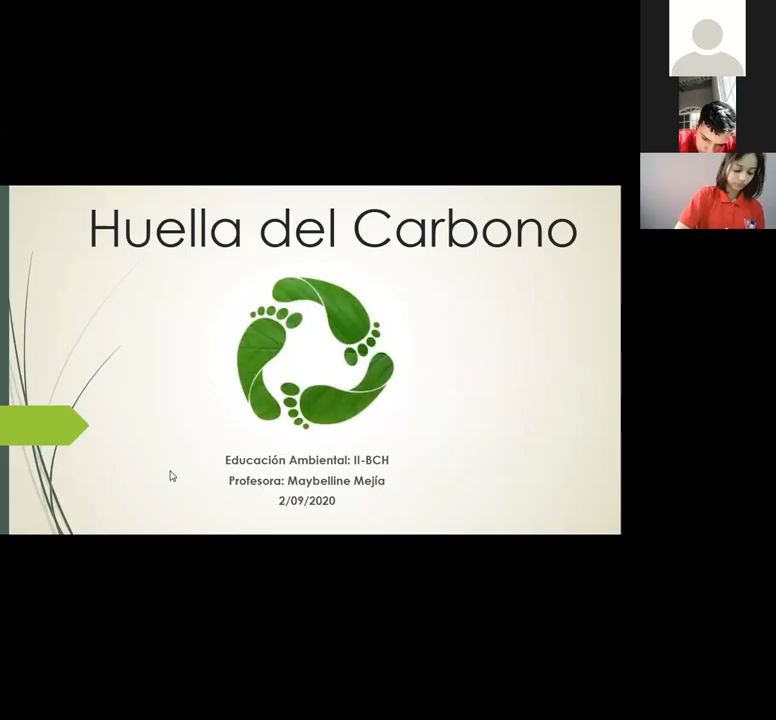 Huella del Carbono
Educación Ambiental: II-BCH
Profesora: Maybelline Mejía
2/09/2020